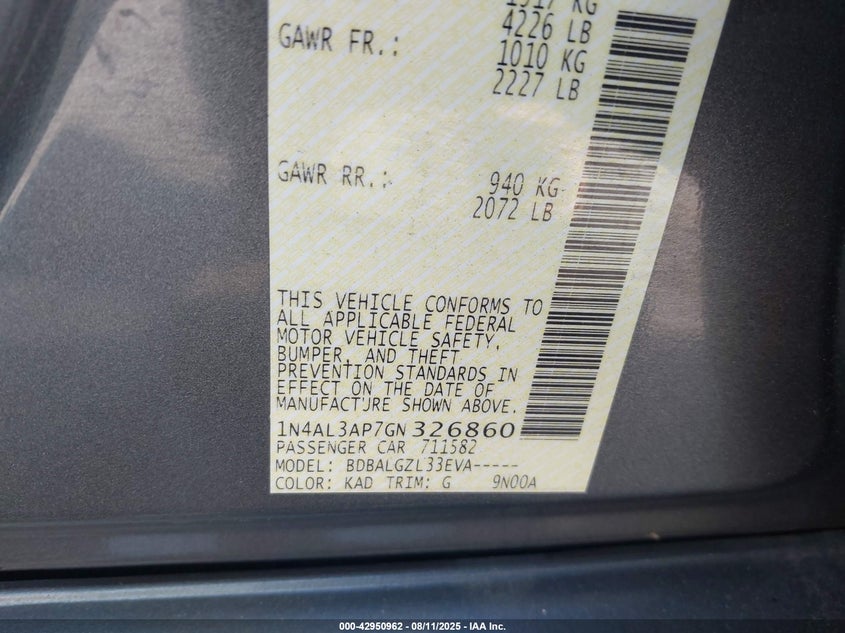 1917 KG
4226 LB
GAWR FR.: 1010 KG
2227 LB
GAWR RR.: 940 KG
2072 LB
THIS VEHICLE CONFORMS TO
ALL APPLICABLE FEDERAL
MOTOR VEHICLE SAFETY,
BUMPER, AND THEFT
PREVENTION STANDARDS IN
EFFECT ON THE DATE OF
MANUFACTURE SHOWN ABOVE.
1N4AL3AP7GN326860
PASSENGER CAR 711582
MODEL: BDBALGZL33EVA-----
COLOR: KAD TRIM: G 9N00A
000-42950962 - 08/11/2025 - IAA Inc.